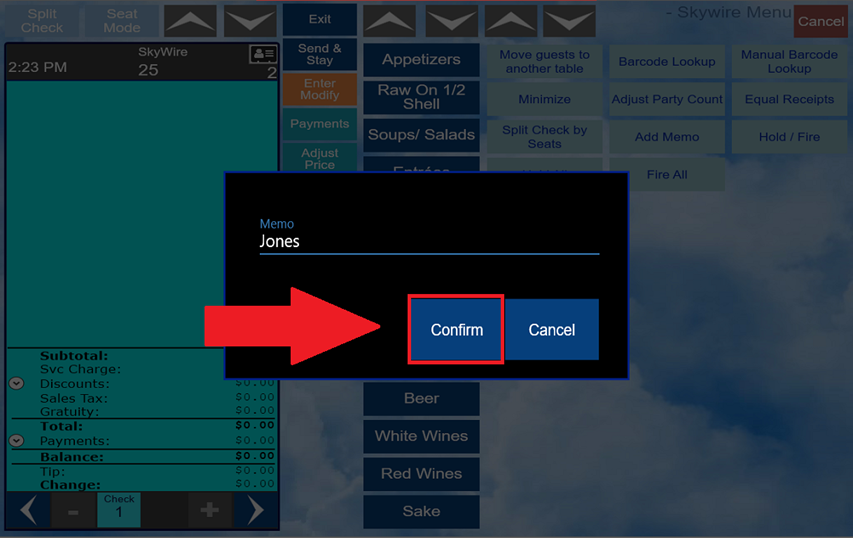 Split
Check
Seat
Mode
Exit
- Skywire Menu
Cancel
2:23 PM
SkyWire
25
2
Send &
Stay
Enter
Modify
Payments
Adjust
Price
Appetizers
Raw On 1/2
Shell
Soups/ Salads
Entrées
Move guests to
another table
Barcode Lookup
Manual Barcode
Lookup
Minimize
Adjust Party Count
Equal Receipts
Split Check by
Seats
Add Memo
Hold / Fire
Fire All
Memo
Jones
Confirm
Cancel
Subtotal:
Svc Charge:
Discounts: $0.00
Sales Tax: $0.00
Gratuity: $0.00
Total: $0.00
Payments: $0.00
Balance: $0.00
Tip: $0.00
Change: $0.00
- Check +
1
Beer
White Wines
Red Wines
Sake